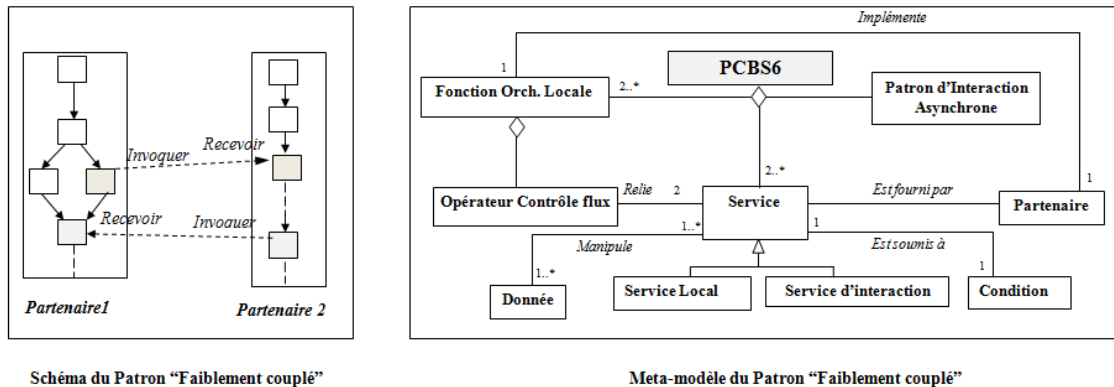 Invoquer
Recevoir
Recevoir
Invoquer
Partenaire1
Partenaire 2
Schéma du Patron “Faiblement couplé”
Implémente
1
PCBS6
Fonction Orch. Locale
2..*
Patron d’Interaction
Asynchrone
2..*
1
Opérateur Contrôle flux
Relie
2
Service
Est fourni par
Partenaire
Manipule
1..*
1
Est soumis à
1..*
1
Donnée
Service Local
Service d’interaction
Condition
Meta-modèle du Patron “Faiblement couplé”